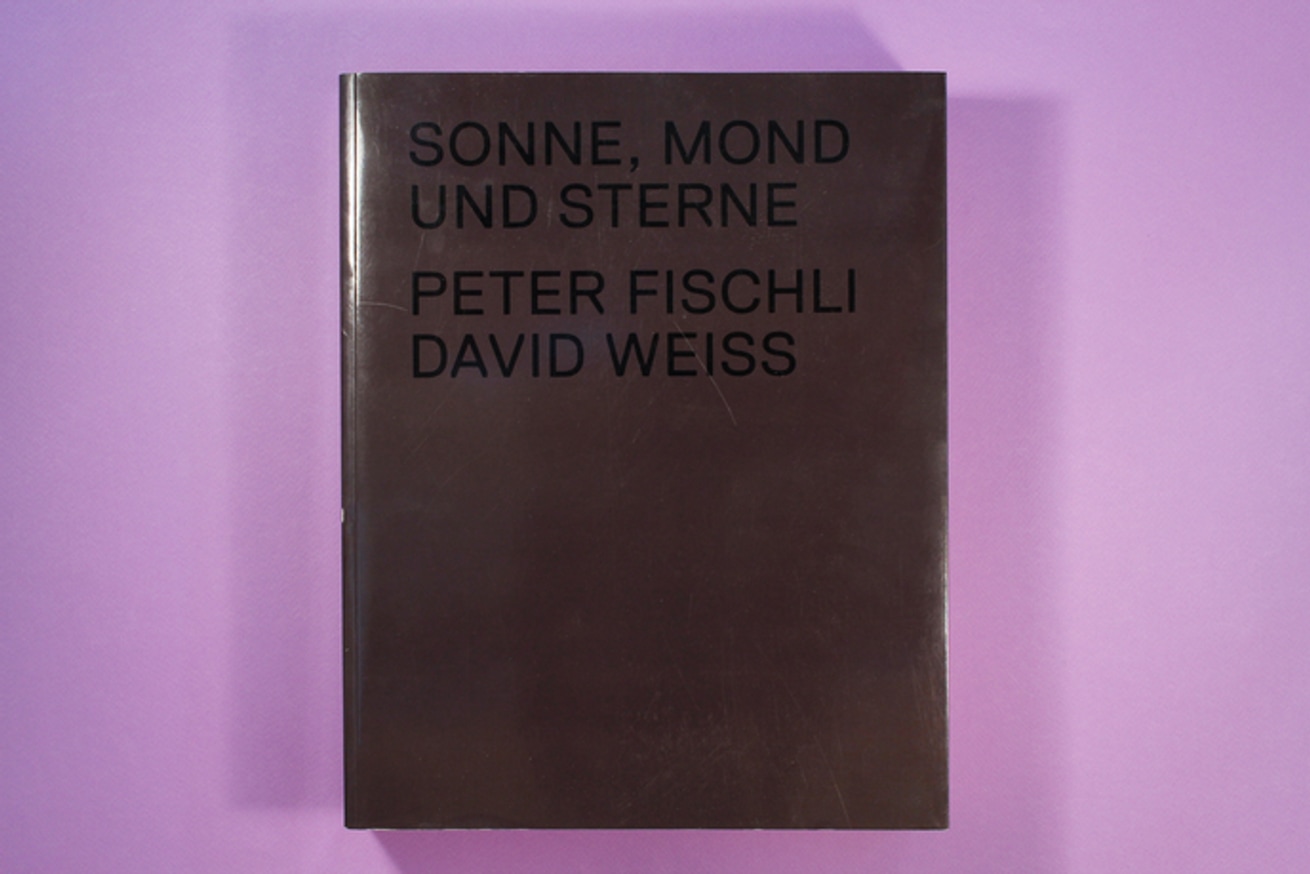 SONNE, MOND
UND STERNE
PETER FISCHLI
DAVID WEISS